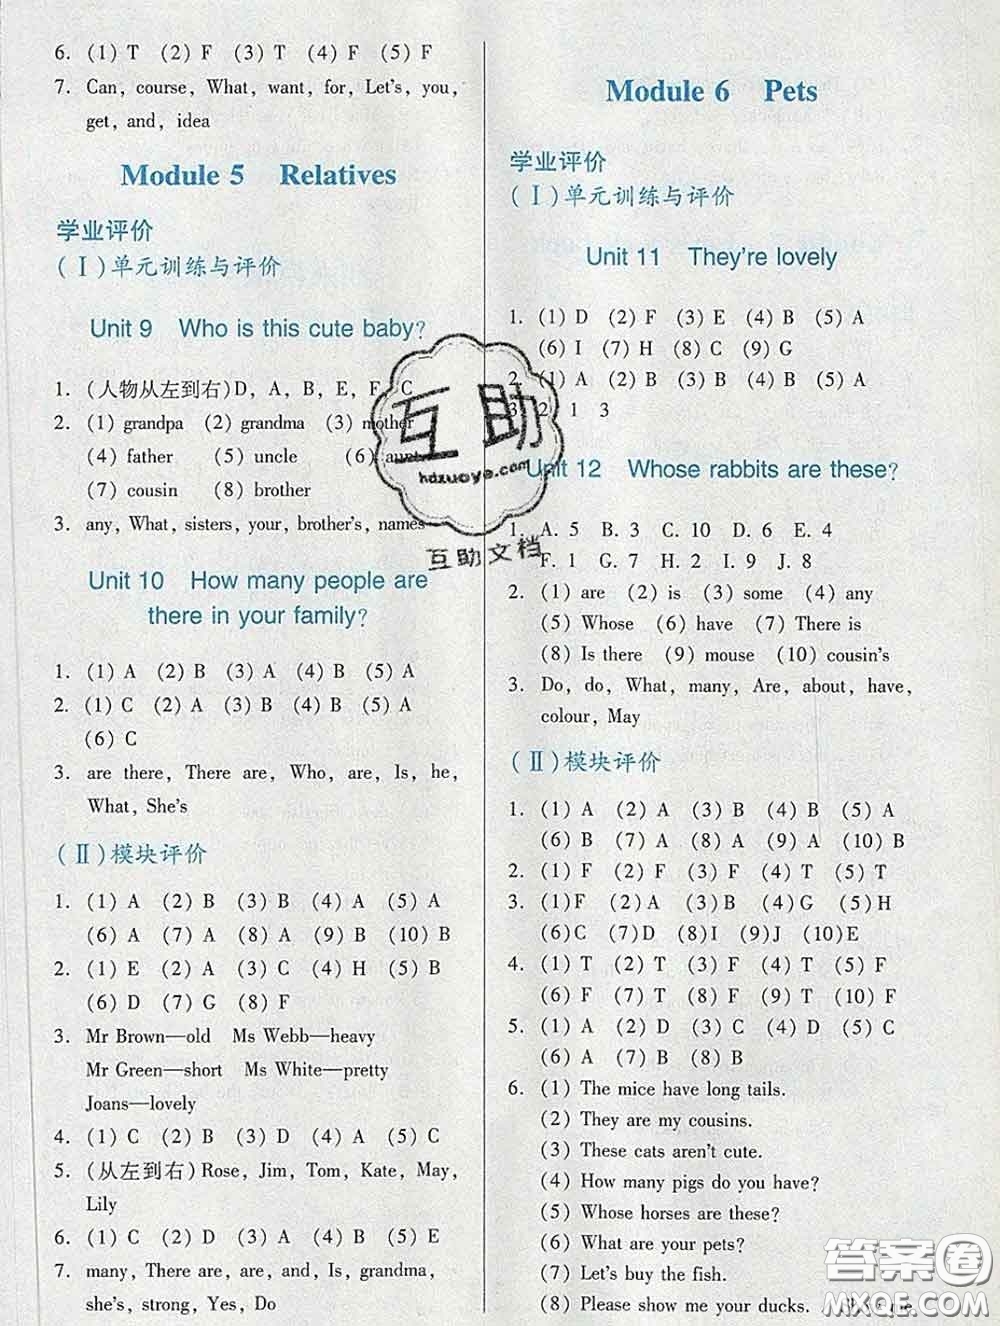 6. (1) T (2) F (3) F (4) F (5) F
7. Can, course, What, want, for, Let's, you,
get, and, idea
Module 5 Relatives
学业评价
(Ⅰ)单元训练与评价
Unit 9 Who is this cute baby?
1. (人物从左到右)D, A, B, E, F, C
2. (1) grandpa (2) grandma (3) mother
(4) father (5) uncle (6) aunt
(7) cousin (8) brother
3. any, What, sisters, your, brother's, names
Unit 10 How many people are
there in your family?
1. (1) A (2) B (3) A (4) B (5) A
2. (1) C (2) A (3) B (4) B (5) A
(6) C
3. are there, There are, Who, are, Is, he,
What, She's
(Ⅱ)模块评价
1. (1) A (2) B (3) B (4) A (5) A
(6) A (7) A (8) A (9) B (10) B
2. (1) E (2) A (3) C (4) H (5) B
(6) D (7) G (8) F
3. Mr Brown—old Ms Webb—heavy
Mr Green—short Ms White—pretty
Joans—lovely
4. (1) C (2) B (3) D (4) A (5) C
5. (从左到右)Rose, Jim, Tom, Kate, May,
Lily
6. (1) C (2) D (3) A (4) B (5) E
7. many, There are, are, and, Is, grandma,
she's, strong, Yes, Do
Module 6 Pets
学业评价
(Ⅰ)单元训练与评价
Unit 11 They're lovely
1. (1) D (2) F (3) E (4) B (5) A
(6) I (7) H (8) C (9) G
2. (1) A (2) B (3) B (4) B (5) A
3. 2 1 3
Unit 12 Whose rabbits are these?
1. A. 5 B. 3 C. 10 D. 6 E. 4
F. 1 G. 7 H. 2 I. 9 J. 8
2. (1) are (2) is (3) some (4) any
(5) Whose (6) have (7) There is
(8) Is there (9) mouse (10) cousin's
3. Do, do, What, many, Are, about, have,
colour, May
(Ⅱ)模块评价
1. (1) A (2) A (3) B (4) B (5) A
(6) B (7) A (8) A (9) A (10) B
2. (1) F (2) F (3) F (4) T (5) T
3. (1)F (2)A (3)B (4)G (5)H
(6)C (7)D (8)I (9)J (10)E
4. (1) T (2) T (3) F (4) T (5) F
(6) F (7) T (8) F (9) T (10) F
5. (1) A (2) D (3) C (4) D (5) C
(6) A (7) B (8) B
6. (1) The mice have long tails.
(2) They are my cousins.
(3) These cats aren't cute.
(4) How many pigs do you have?
(5) Whose horses are these?
(6) What are your pets?
(7) Let's buy the fish.
(8) Please show me your ducks.
互助
hdzuoye.com
互助文档
答案圈